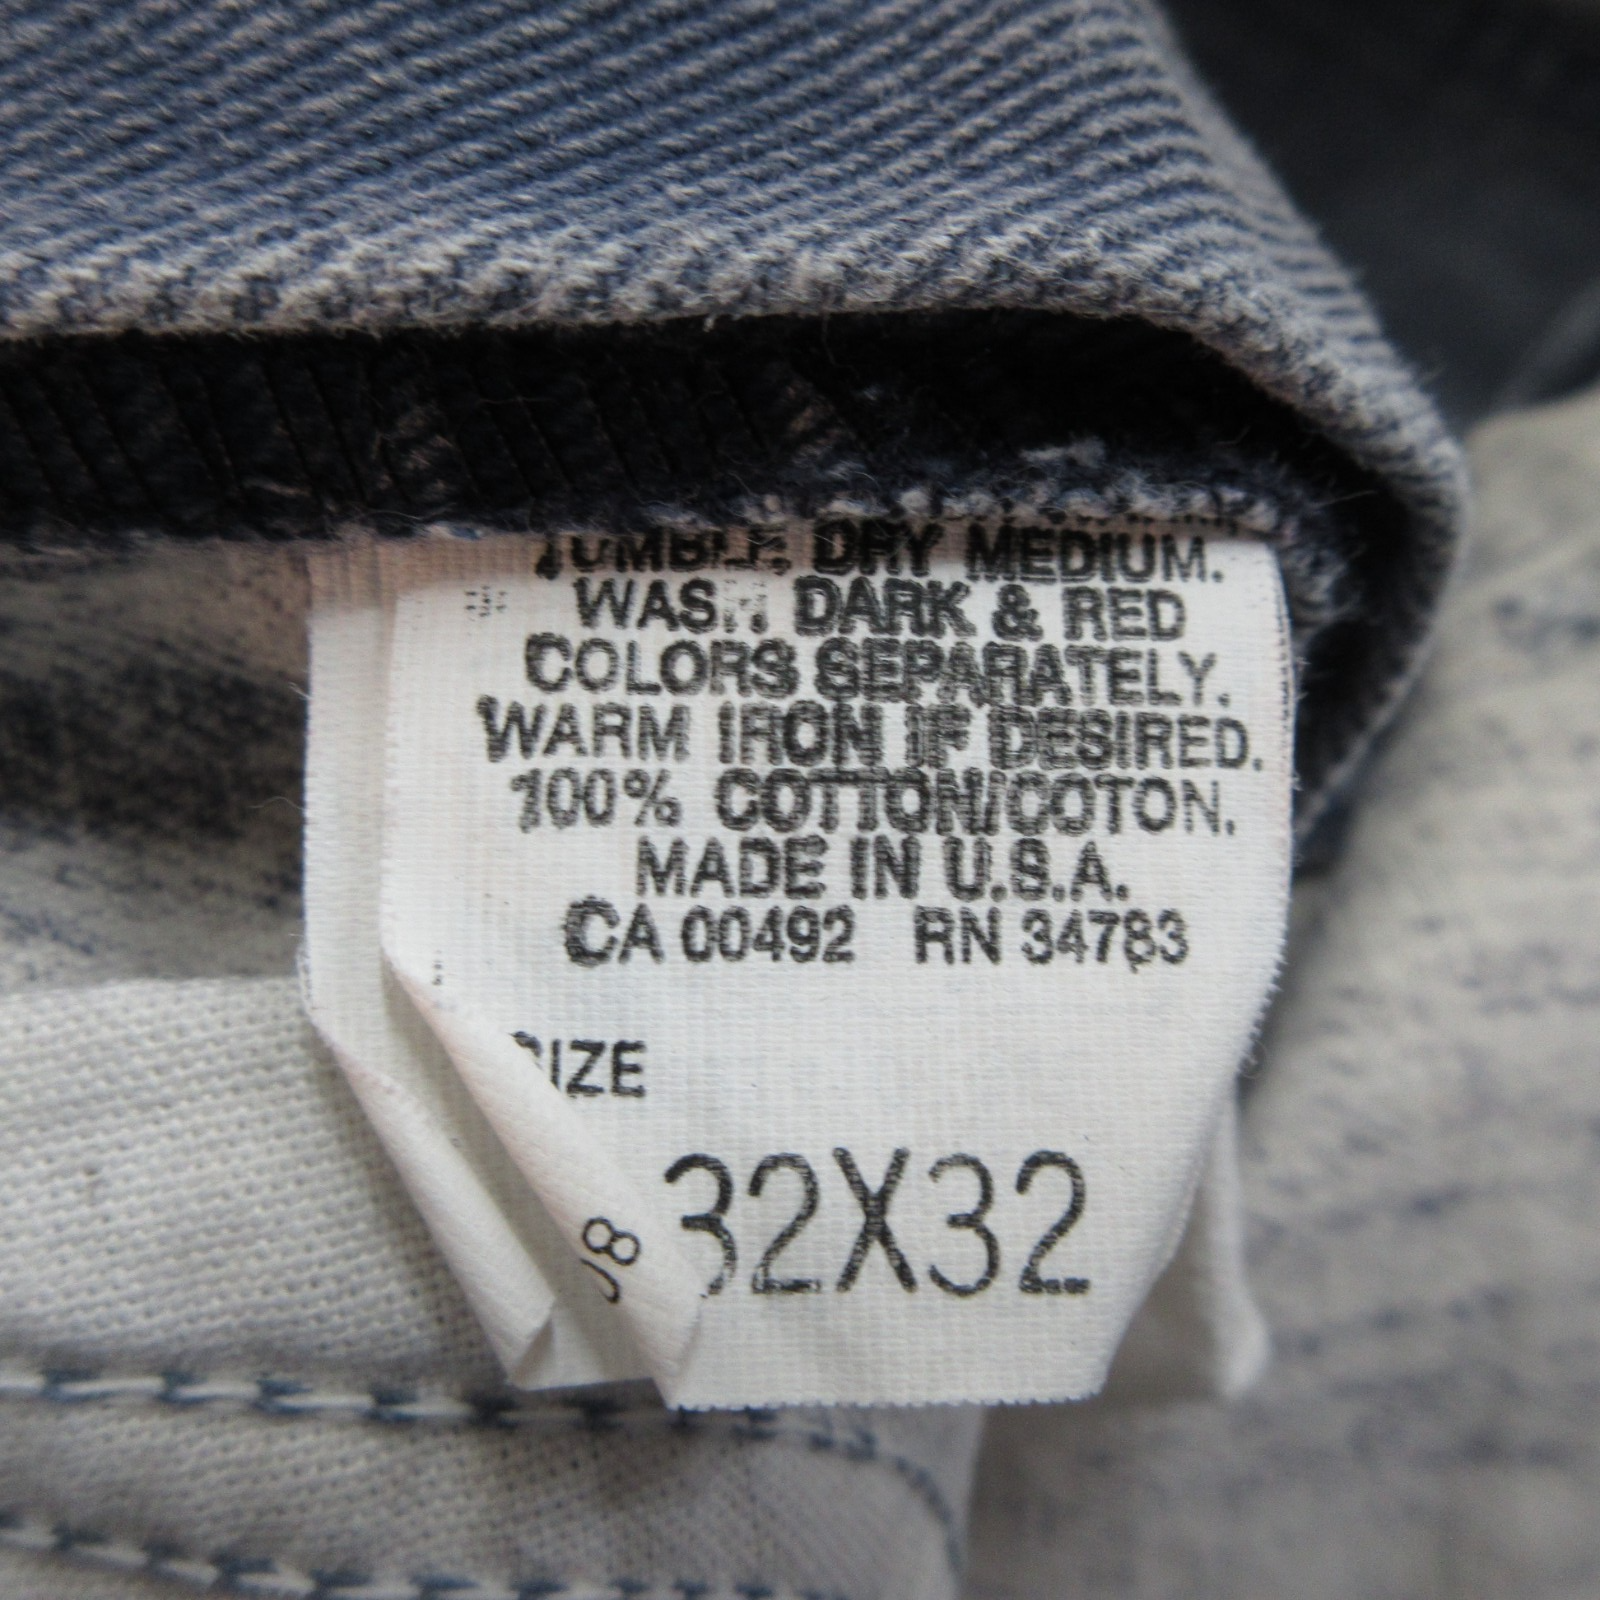 TUMBLE DRY MEDIUM.
WASH DARK & RED
COLORS SEPARATELY.
WARM IRON IF DESIRED.
100% COTTON/COTON.
MADE IN U.S.A.
CA 00492 RN 34783
SIZE
32X32
J8